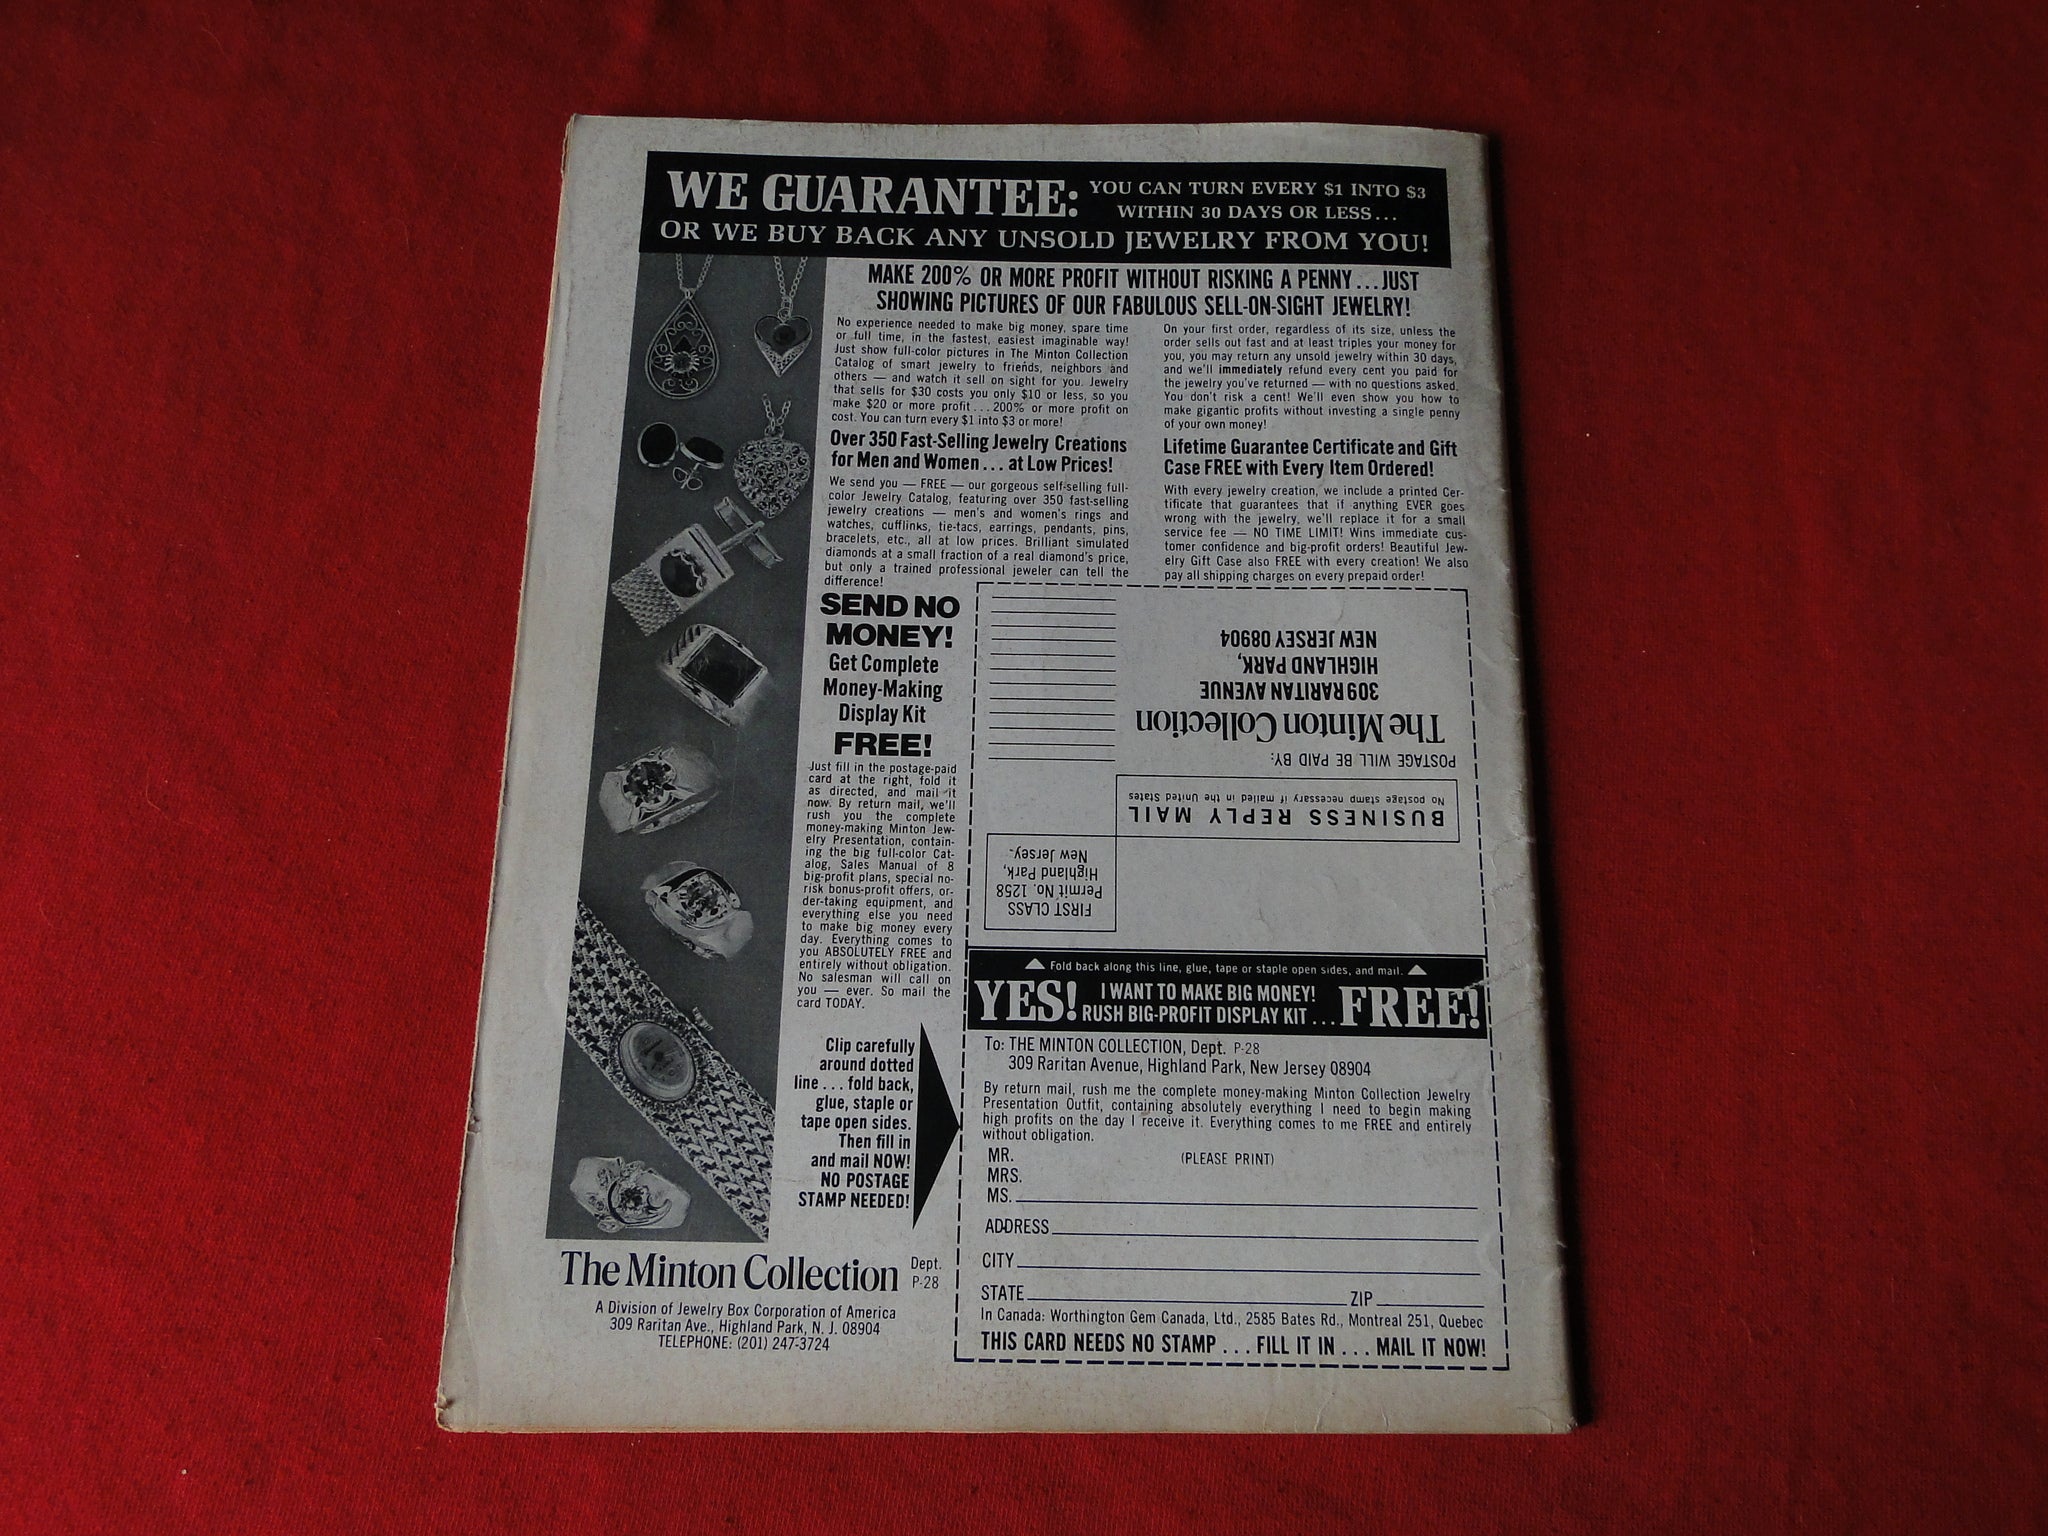 WE GUARANTEE: YOU CAN TURN EVERY $1 INTO $3
WITHIN 30 DAYS OR LESS...
OR WE BUY BACK ANY UNSOLD JEWELRY FROM YOU!
MAKE 200% OR MORE PROFIT WITHOUT RISKING A PENNY...JUST
SHOWING PICTURES OF OUR FABULOUS SELL-ON-SIGHT JEWELRY!
No experience needed to make big money, spare time
or full time, in the fastest, easiest imaginable way!
Just show full-color pictures in The Minton Collection
Catalog of smart jewelry to friends, neighbors and
others — and watch it sell on sight for you. Jewelry
that sells for $30 costs you only $10 or less, so you
make $20 or more profit...200% or more profit on
cost. You can turn every $1 into $3 or more!
Over 350 Fast-Selling Jewelry Creations
for Men and Women...at Low Prices!
We send you — FREE — our gorgeous self-selling full-
color Jewelry Catalog, featuring over 350 fast-selling
jewelry creations — men's and women's rings and
watches, cufflinks, tie-tacs, earrings, pendants, pins,
bracelets, etc., all at low prices. Brilliant simulated
diamonds at a small fraction of a real diamond's price,
but only a trained professional jeweler can tell the
difference!
On your first order, regardless of its size, unless the
order sells out fast and at least triples your money for
you, you may return any unsold jewelry within 30 days,
and we'll immediately refund every cent you paid for
the jewelry you've returned — with no questions asked.
You don't risk a cent! We'll even show you how to
make gigantic profits without investing a single penny
of your own money!
Lifetime Guarantee Certificate and Gift
Case FREE with Every Item Ordered!
With every jewelry creation, we include a printed Cer-
tificate that guarantees that if anything EVER goes
wrong with the jewelry, we'll replace it for a small
service fee — NO TIME LIMIT! Wins immediate cus-
tomer confidence and big-profit orders! Beautiful Jew-
elry Gift Case also FREE with every creation! We also
pay all shipping charges on every prepaid order!
SEND NO
MONEY!
Get Complete
Money-Making
Display Kit
FREE!
Just fill in the postage-paid
card at the right, fold it
as directed, and mail it
now. By return mail, we'll
rush you the complete
money-making Minton Jew-
elry Presentation, contain-
ing the big full-color Cat-
alog, Sales Manual of 8
big-profit plans, special no-
risk bonus-profit offers, or-
der-taking equipment, and
everything else you need
to make big money every
day. Everything comes to
you ABSOLUTELY FREE and
entirely without obligation.
No salesman will call on
you — ever. So mail the
card TODAY.
Clip carefully
around dotted
line...fold back,
glue, staple or
tape open sides.
Then fill in
and mail NOW!
NO POSTAGE
STAMP NEEDED!
The Minton Collection Dept. P-28
A Division of Jewelry Box Corporation of America
309 Raritan Ave., Highland Park, N. J. 08904
TELEPHONE: (201) 247-3724
FIRST CLASS
Permit No. 1258
Highland Park,
New Jersey.
BUSINESS REPLY MAIL
No postage stamp necessary if mailed in the United States
POSTAGE WILL BE PAID BY:
The Minton Collection
309 RARITAN AVENUE
HIGHLAND PARK,
NEW JERSEY 08904
Fold back along this line, glue, tape or staple open sides, and mail.
YES! I WANT TO MAKE BIG MONEY!
RUSH BIG-PROFIT DISPLAY KIT... FREE!
To: THE MINTON COLLECTION, Dept. P-28
309 Raritan Avenue, Highland Park, New Jersey 08904
By return mail, rush me the complete money-making Minton Collection Jewelry
Presentation Outfit, containing absolutely everything I need to begin making
high profits on the day I receive it. Everything comes to me FREE and entirely
without obligation.
MR. (PLEASE PRINT)
MRS.
MS.
ADDRESS
CITY
STATE ZIP
In Canada: Worthington Gem Canada, Ltd., 2585 Bates Rd., Montreal 251, Quebec
THIS CARD NEEDS NO STAMP...FILL IT IN...MAIL IT NOW!